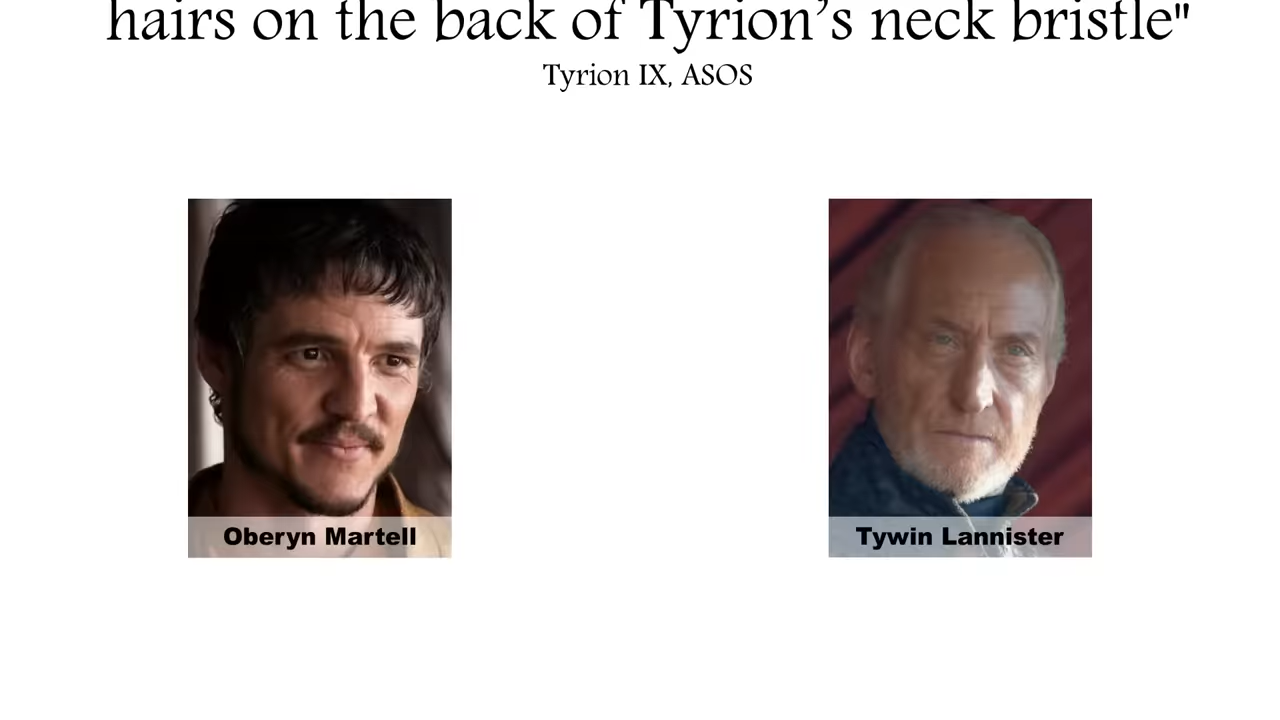 hairs on the back of Tyrion’s neck bristle"
Tyrion IX, ASOS
Oberyn Martell
Tywin Lannister